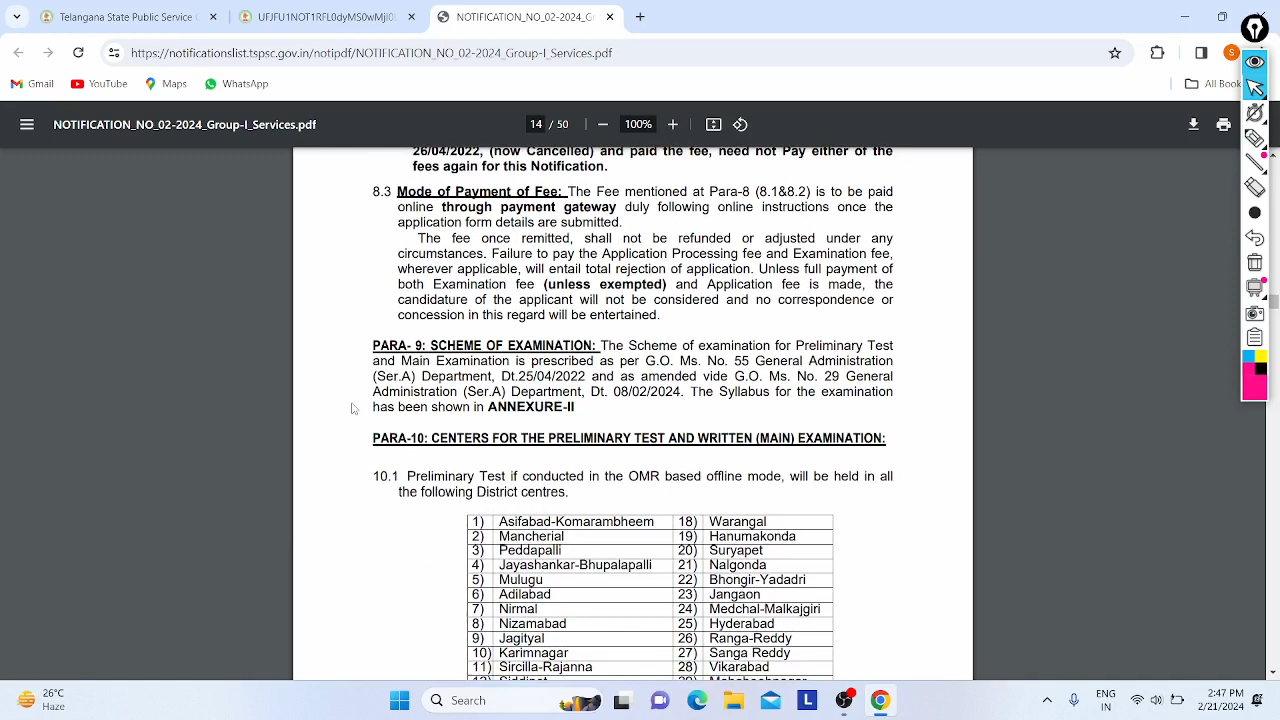 Telangana State Public Service
UFJFU1NOT1RFL0dyMS0wMjI0
NOTIFICATION_NO_02-2024_G
https://notificationslist.tspsc.gov.in/notipdf/NOTIFICATION_NO_02-2024_Group-I_Services.pdf
S
Gmail
YouTube
Maps
WhatsApp
All Book
NOTIFICATION_NO_02-2024_Group-I_Services.pdf
14 / 50
100%
26/04/2022, (now Cancelled) and paid the fee, need not Pay either of the
fees again for this Notification.
8.3 Mode of Payment of Fee: The Fee mentioned at Para-8 (8.1&8.2) is to be paid
online through payment gateway duly following online instructions once the
application form details are submitted.
The fee once remitted, shall not be refunded or adjusted under any
circumstances. Failure to pay the Application Processing fee and Examination fee,
wherever applicable, will entail total rejection of application. Unless full payment of
both Examination fee (unless exempted) and Application fee is made, the
candidature of the applicant will not be considered and no correspondence or
concession in this regard will be entertained.
PARA- 9: SCHEME OF EXAMINATION: The Scheme of examination for Preliminary Test
and Main Examination is prescribed as per G.O. Ms. No. 55 General Administration
(Ser.A) Department, Dt.25/04/2022 and as amended vide G.O. Ms. No. 29 General
Administration (Ser.A) Department, Dt. 08/02/2024. The Syllabus for the examination
has been shown in ANNEXURE-II
PARA-10: CENTERS FOR THE PRELIMINARY TEST AND WRITTEN (MAIN) EXAMINATION:
10.1 Preliminary Test if conducted in the OMR based offline mode, will be held in all
the following District centres.
1) Asifabad-Komarambheem 18) Warangal
2) Mancherial 19) Hanumakonda
3) Peddapalli 20) Suryapet
4) Jayashankar-Bhupalapalli 21) Nalgonda
5) Mulugu 22) Bhongir-Yadadri
6) Adilabad 23) Jangaon
7) Nirmal 24) Medchal-Malkajgiri
8) Nizamabad 25) Hyderabad
9) Jagityal 26) Ranga-Reddy
10) Karimnagar 27) Sanga Reddy
11) Sircilla-Rajanna 28) Vikarabad
26°C
Haze
Search
L
ENG
IN
2:47 PM
2/21/2024